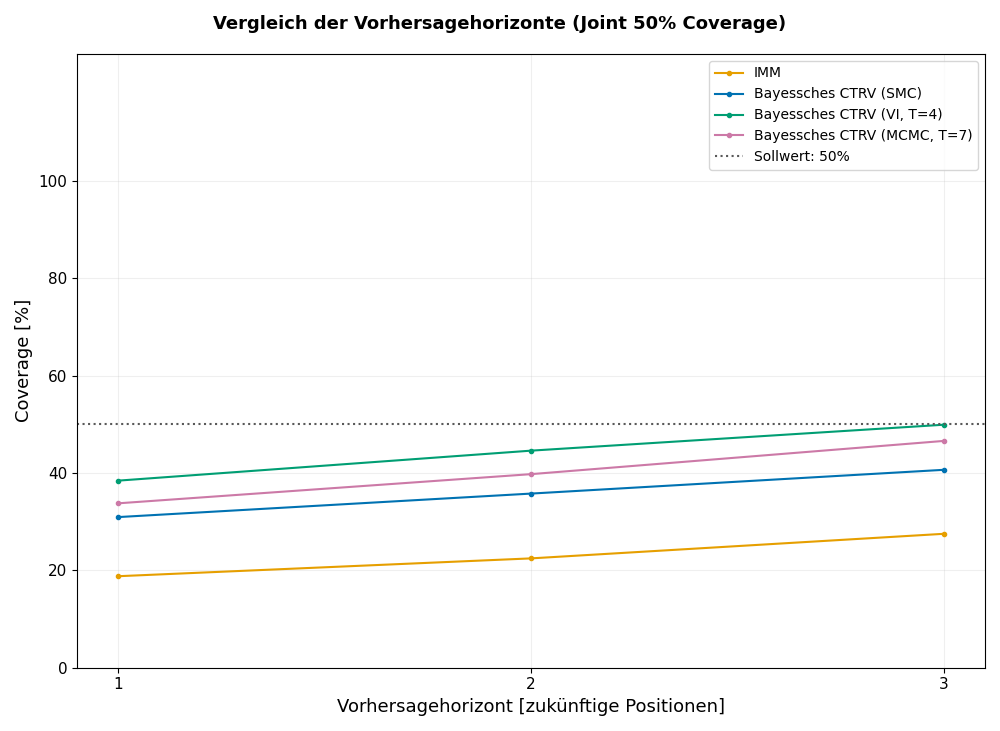 Vergleich der Vorhersagehorizonte (Joint 50% Coverage)
IMM
Bayessches CTRV (SMC)
Bayessches CTRV (VI, T=4)
Bayessches CTRV (MCMC, T=7)
Sollwert: 50%
Coverage [%]
100
80
60
40
20
0
1 2 3
Vorhersagehorizont [zukünftige Positionen]